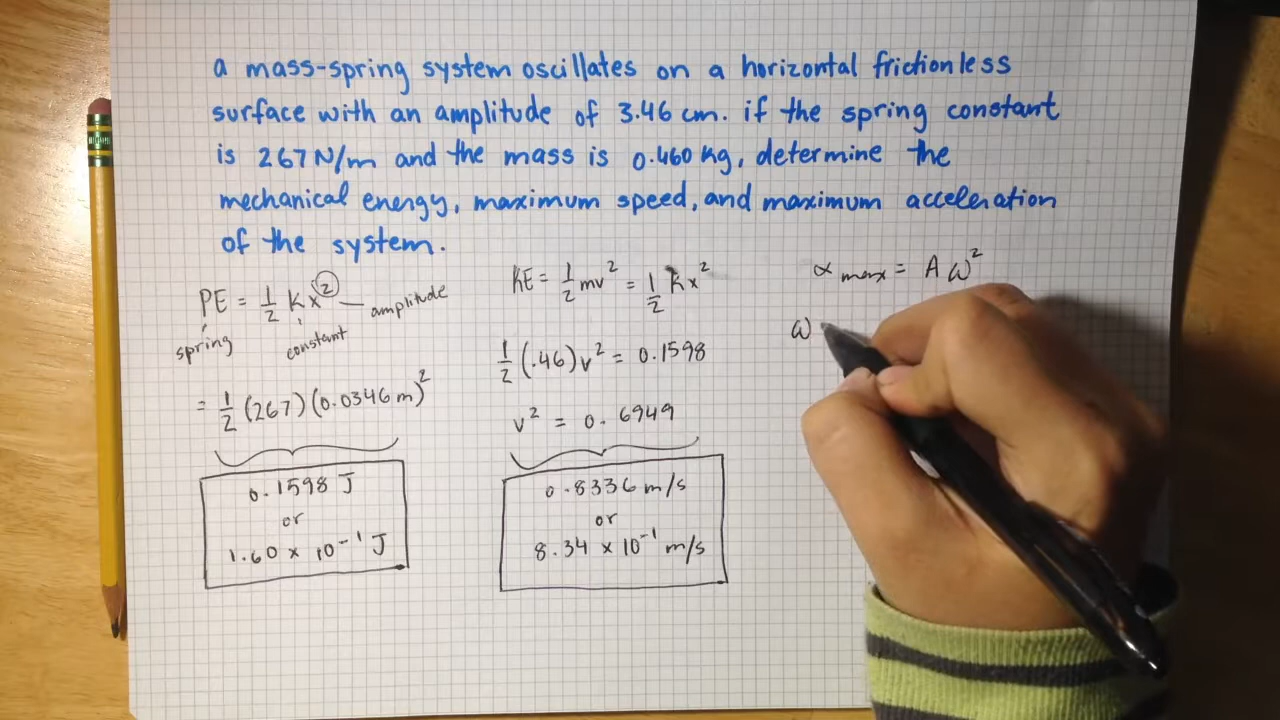 a mass-spring system oscillates on a horizontal frictionless
surface with an amplitude of 3.46 cm. if the spring constant
is 267 N/m and the mass is 0.460 kg, determine the
mechanical energy, maximum speed, and maximum acceleration
of the system.
PE = 1/2 Kx²
amplitude
spring
constant
= 1/2 (267)(0.0346 m)²
0.1598 J
or
1.60 × 10⁻¹ J
KE = 1/2 mv² = 1/2 Kx²
1/2 (.46)v² = 0.1598
v² = 0.6949
0.8336 m/s
or
8.34 × 10⁻¹ m/s
∝ max = Aω²
ω